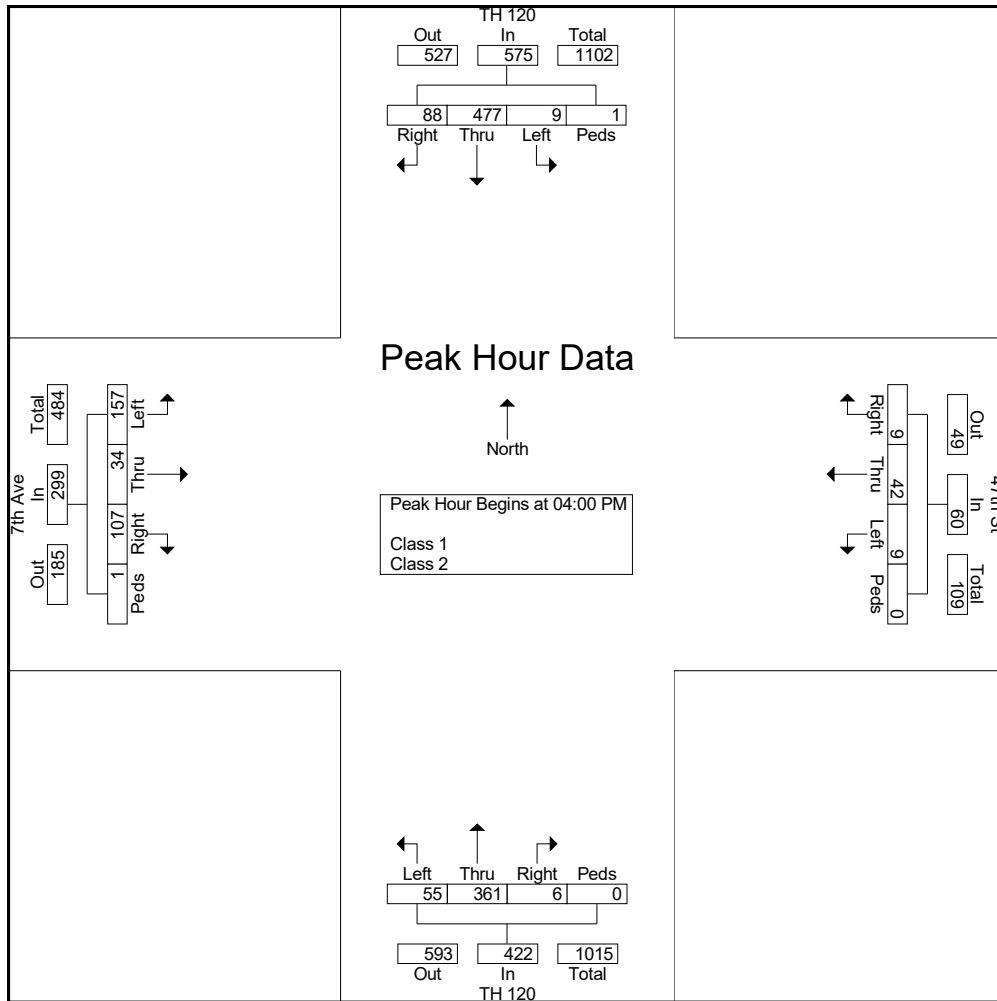 TH 120
Out In Total
527 575 1102
88 477 9 1
Right Thru Left Peds
Peak Hour Data
North
Peak Hour Begins at 04:00 PM
Class 1
Class 2
7th Ave
Total In Out
484 299 185
157 34 107 1
Left Thru Right Peds
Right Thru Left Peds
9 42 9 0
49 60 109
Out In Total
Left Thru Right Peds
55 361 6 0
593 422 1015
Out In Total
TH 120